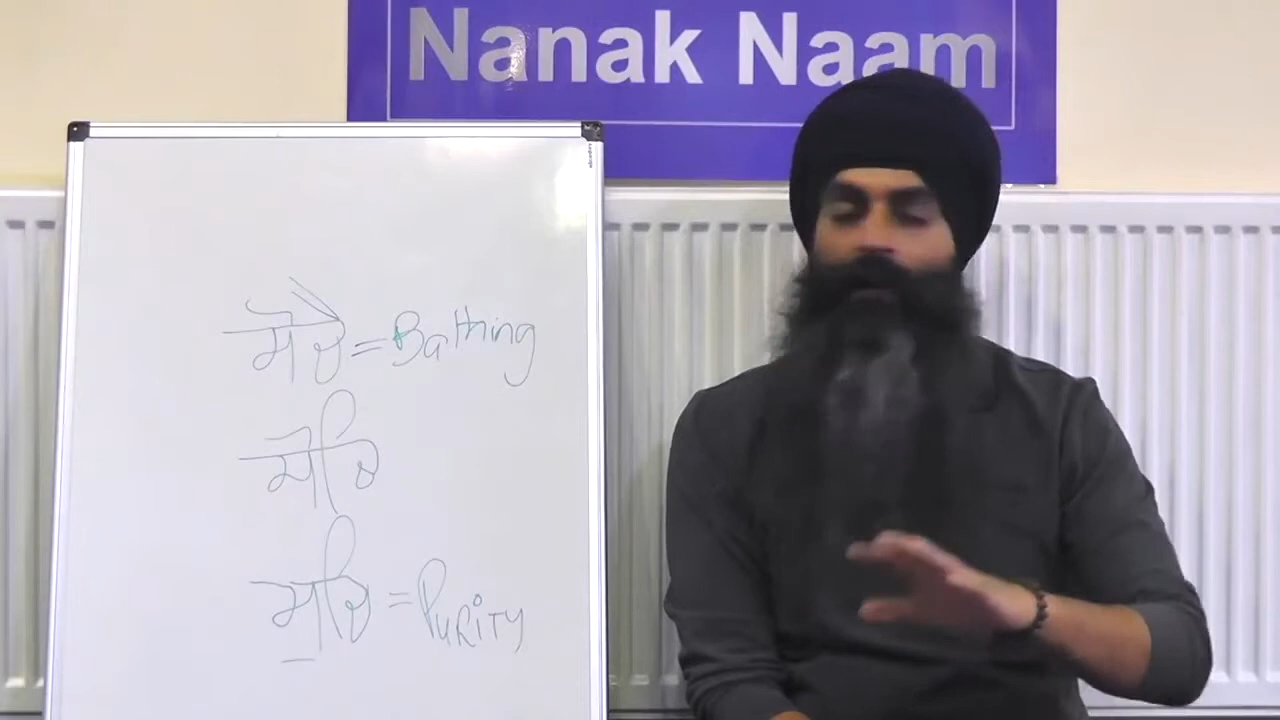 Nanak Naam
ਸੋਚੈ = Bathing
ਸੋਚਿ
ਸੁਚਿ = PURITY